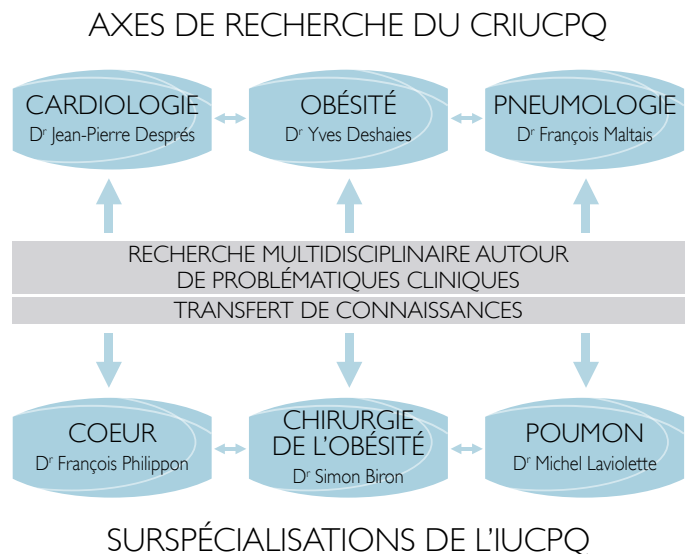 AXES DE RECHERCHE DU CRIUCPQ
CARDIOLOGIE
Dr Jean-Pierre Després
OBÉSITÉ
Dr Yves Deshaies
PNEUMOLOGIE
Dr François Maltais
RECHERCHE MULTIDISCIPLINAIRE AUTOUR
DE PROBLÉMATIQUES CLINIQUES
TRANSFERT DE CONNAISSANCES
COEUR
Dr François Philippon
CHIRURGIE
DE L'OBÉSITÉ
Dr Simon Biron
POUMON
Dr Michel Laviolette
SURSPÉCIALISATIONS DE L'IUCPQ